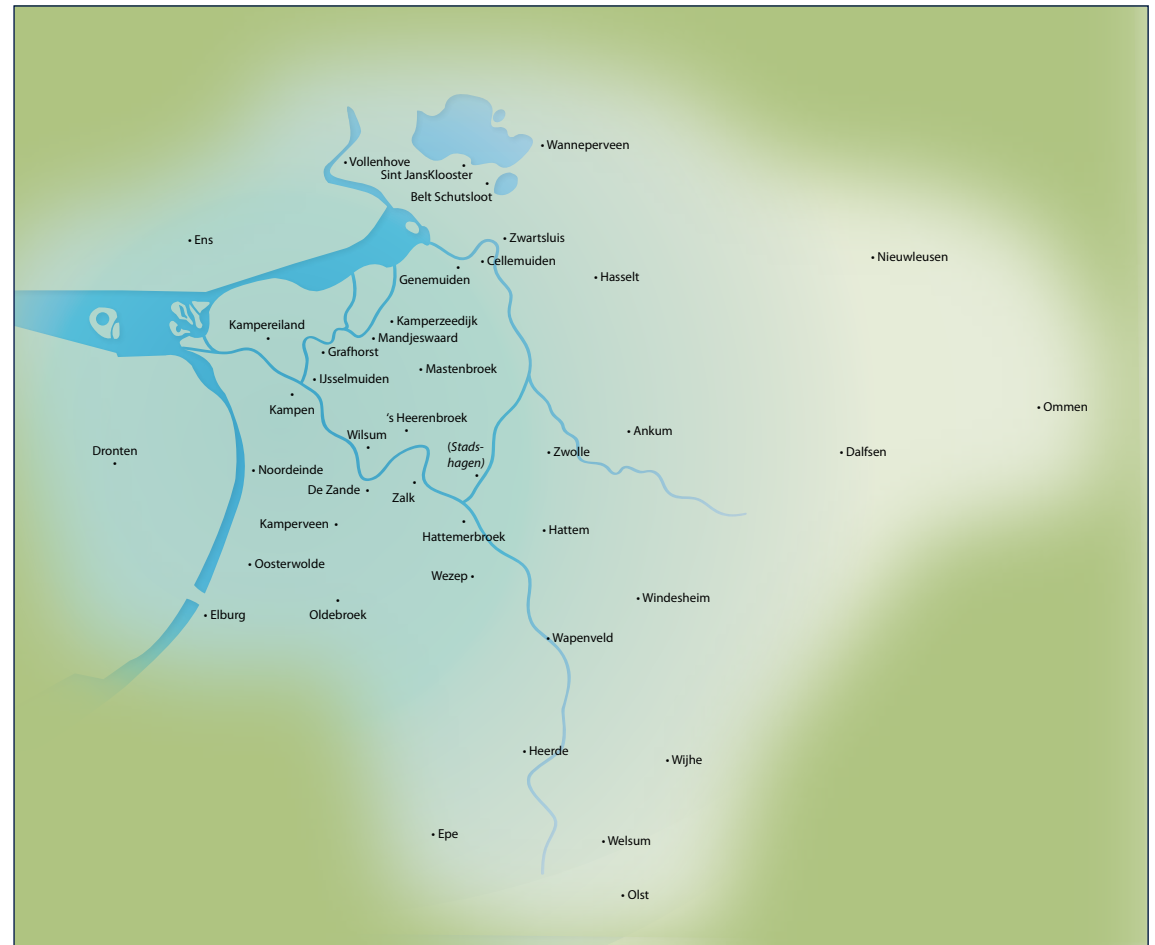 Wanneperveen
Vollenhove
Sint JansKlooster
Belt Schutsloot
Ens
Zwartsluis
Cellemuiden
Nieuwleusen
Genemuiden
Hasselt
Kampereiland
Kamperzeedijk
Mandjeswaard
Grafhorst
Mastenbroek
IJsselmuiden
Kampen
Ommen
's Heerenbroek
Wilsum
Ankum
(Stads-
hagen)
Zwolle
Dalfsen
Dronten
Noordeinde
De Zande
Zalk
Kamperveen
Hattemerbroek
Hattem
Oosterwolde
Wezep
Elburg
Oldebroek
Windesheim
Wapenveld
Heerde
Wijhe
Epe
Welsum
Olst